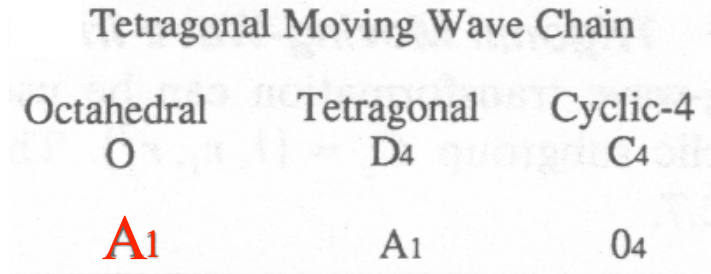 Tetragonal Moving Wave Chain
Octahedral Tetragonal Cyclic-4
O D4 C4
A1 A1 04